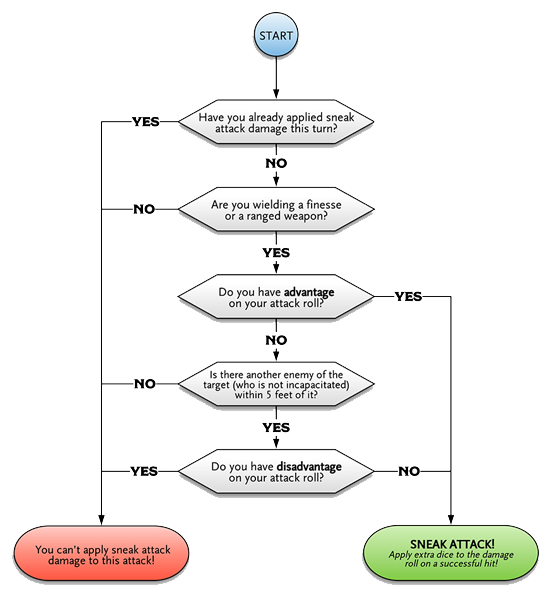 START
Have you already applied sneak
attack damage this turn?
YES
NO
Are you wielding a finesse
or a ranged weapon?
NO
YES
Do you have advantage
on your attack roll?
YES
NO
Is there another enemy of the
target (who is not incapacitated)
within 5 feet of it?
NO
YES
Do you have disadvantage
on your attack roll?
YES
NO
You can't apply sneak attack
damage to this attack!
SNEAK ATTACK!
Apply extra dice to the damage
roll on a successful hit!